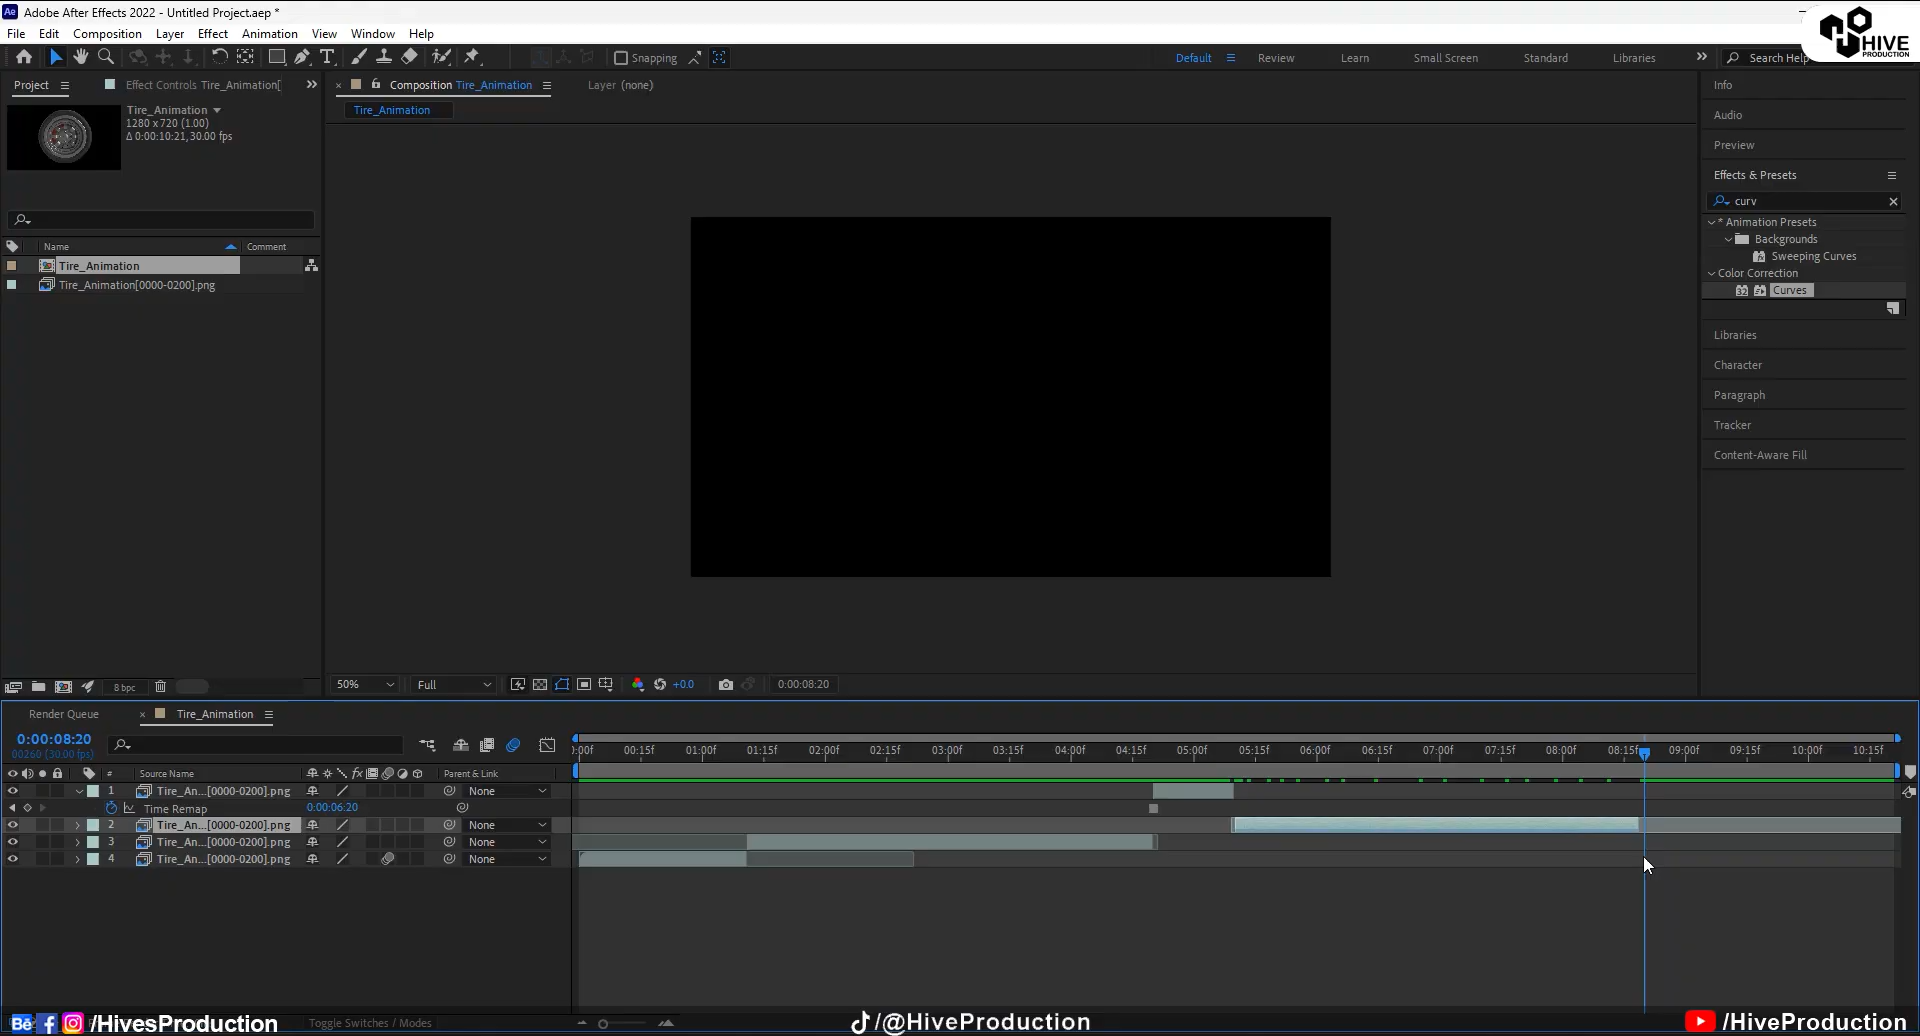 Adobe After Effects 2022 - Untitled Project.aep *
File Edit Composition Layer Effect Animation View Window Help
HIVE
PRODUCTION
Snapping
Default Review Learn Small Screen Standard Libraries
Search Help
Project
Effect Controls Tire_Animation[
Composition Tire_Animation
Layer (none)
Tire_Animation
Tire_Animation
1280 x 720 (1.00)
Δ 0:00:10:21, 30.00 fps
Name Comment
Tire_Animation
Tire_Animation[0000-0200].png
8 bpc
50% Full +0.0 0:00:08:20
Info
Audio
Preview
Effects & Presets
curv
* Animation Presets
Backgrounds
Sweeping Curves
Color Correction
32 Curves
Libraries
Character
Paragraph
Tracker
Content-Aware Fill
Render Queue Tire_Animation
0:00:08:20
00260 (30.00 fps)
:00f 00:15f 01:00f 01:15f 02:00f 02:15f 03:00f 03:15f 04:00f 04:15f 05:00f 05:15f 06:00f 06:15f 07:00f 07:15f 08:00f 08:15f 09:00f 09:15f 10:00f 10:15f
# Source Name fx Parent & Link
1 Tire_An...[0000-0200].png None
Time Remap 0:00:06:20
2 Tire_An...[0000-0200].png None
3 Tire_An...[0000-0200].png None
4 Tire_An...[0000-0200].png None
Toggle Switches / Modes
Bē f /HivesProduction
/@HiveProduction
/HiveProduction